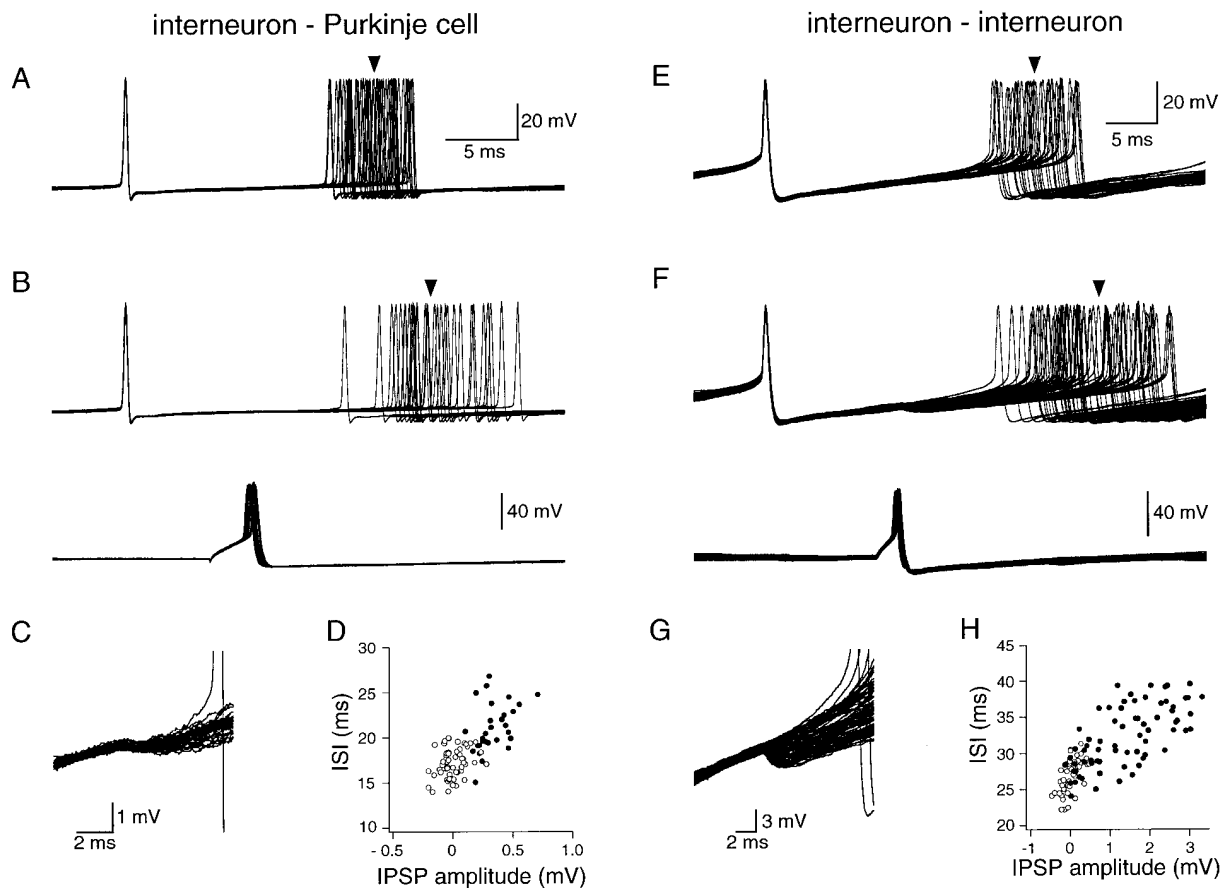 interneuron - Purkinje cell
interneuron - interneuron
A
20 mV
5 ms
E
20 mV
5 ms
B
40 mV
F
40 mV
C
1 mV
2 ms
D
30
25
20
15
10
ISI (ms)
- 0.5
0
0.5
1.0
IPSP amplitude (mV)
G
3 mV
2 ms
H
45
40
35
30
25
20
ISI (ms)
-1
0
1
2
3
IPSP amplitude (mV)